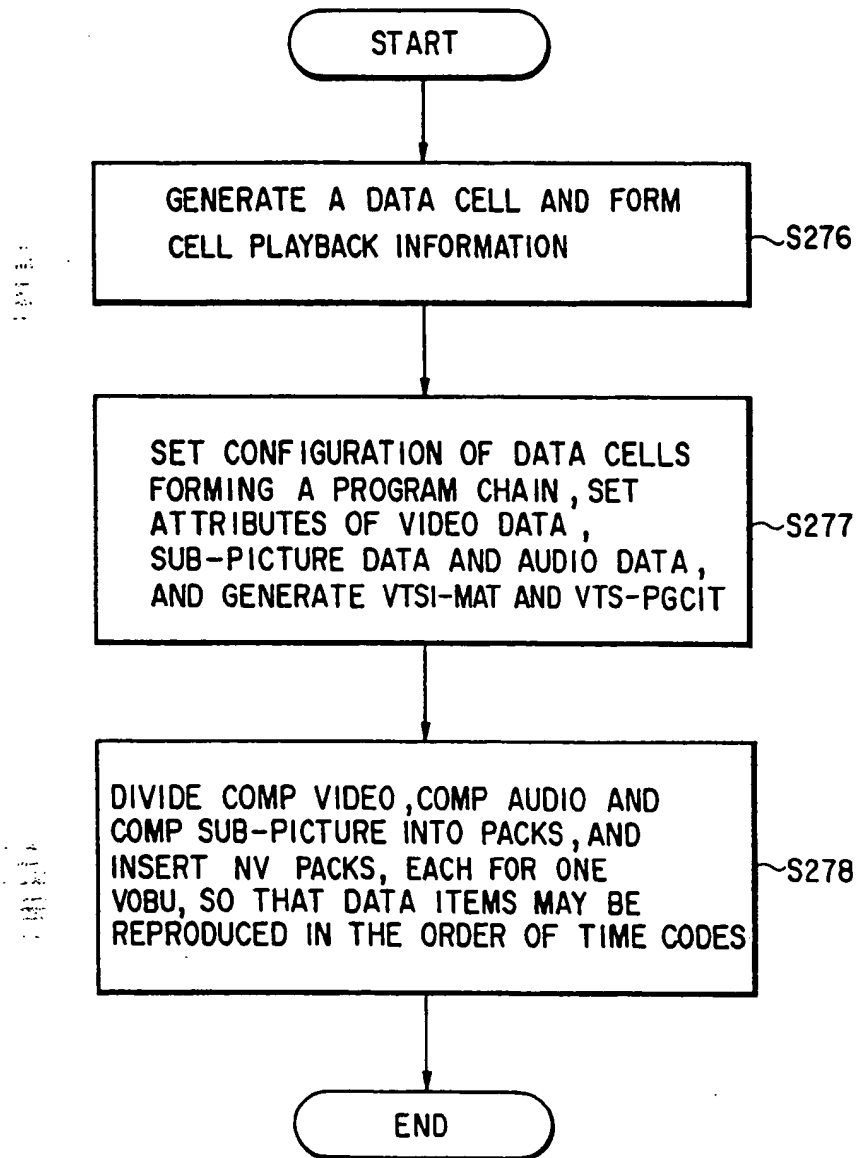 START
GENERATE A DATA CELL AND FORM
CELL PLAYBACK INFORMATION
S276
SET CONFIGURATION OF DATA CELLS
FORMING A PROGRAM CHAIN, SET
ATTRIBUTES OF VIDEO DATA,
SUB-PICTURE DATA AND AUDIO DATA,
AND GENERATE VTSI-MAT AND VTS-PGCIT
S277
DIVIDE COMP VIDEO, COMP AUDIO AND
COMP SUB-PICTURE INTO PACKS, AND
INSERT NV PACKS, EACH FOR ONE
VOBU, SO THAT DATA ITEMS MAY BE
REPRODUCED IN THE ORDER OF TIME CODES
S278
END